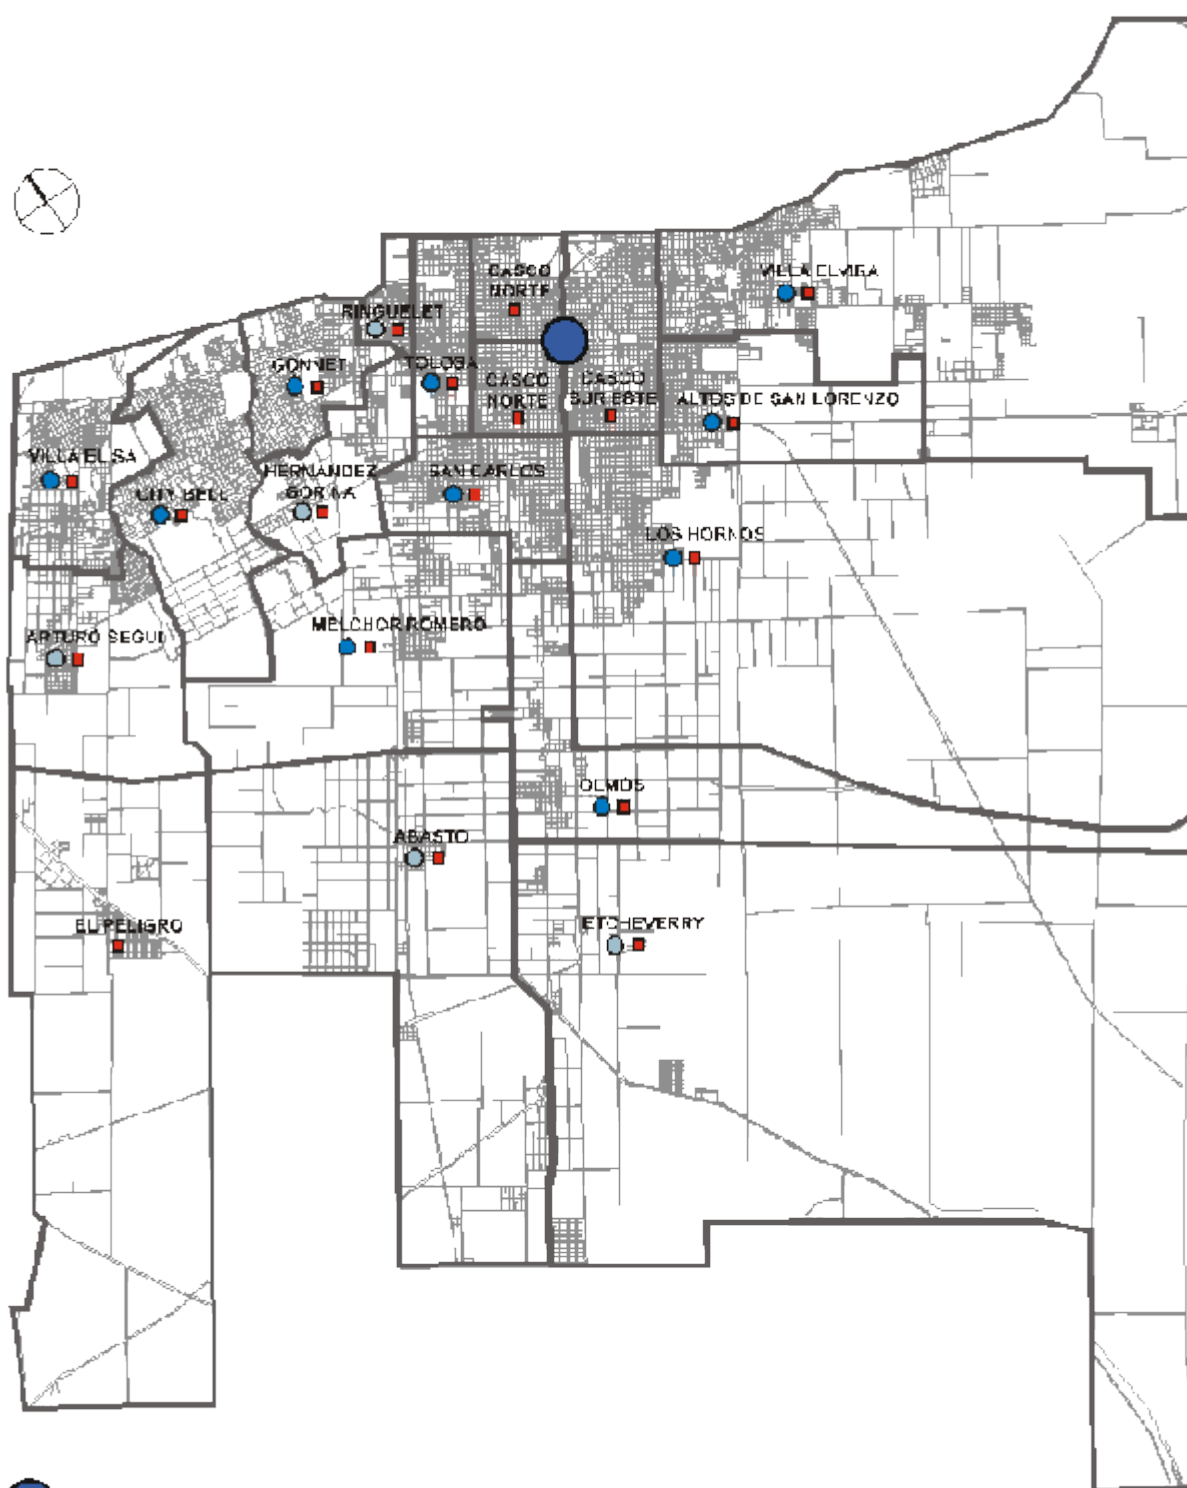 VILLA ELVIRA
CASCO
NORTE
RINGUELET
GONNET
TOLOSA
CASCO
NORTE
CASCO
SUR ESTE
ALTOS DE SAN LORENZO
VILLA ELISA
CITY BELL
HERNANDEZ
GORINA
SAN CARLOS
LOS HORNOS
ARTURO SEGUI
MELCHOR ROMERO
OLMOS
ABASTO
EL PELIGRO
ETCHEVERRY